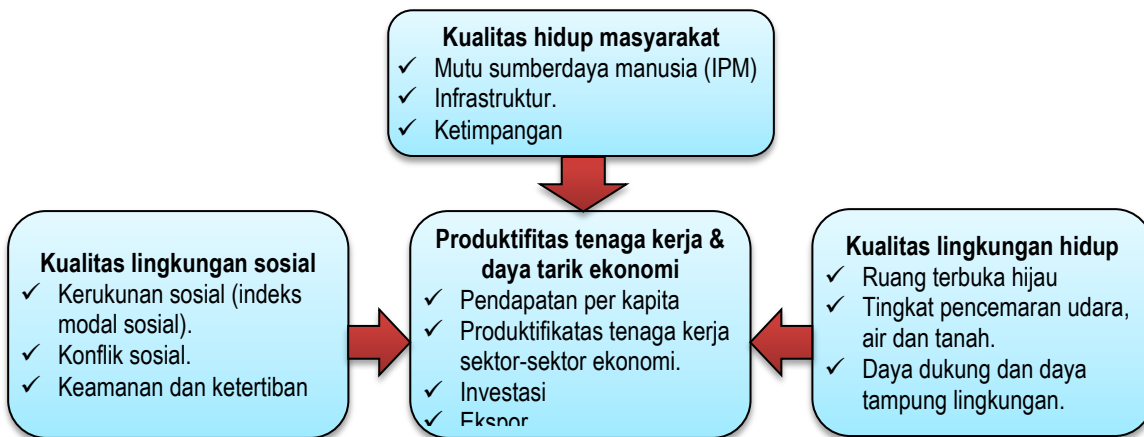 Kualitas hidup masyarakat
✓ Mutu sumberdaya manusia (IPM)
✓ Infrastruktur.
✓ Ketimpangan
Kualitas lingkungan sosial
✓ Kerukunan sosial (indeks
modal sosial).
✓ Konflik sosial.
✓ Keamanan dan ketertiban
Produktifitas tenaga kerja &
daya tarik ekonomi
✓ Pendapatan per kapita
✓ Produktifikatas tenaga kerja
sektor-sektor ekonomi.
✓ Investasi
✓ Ekspor
Kualitas lingkungan hidup
✓ Ruang terbuka hijau
✓ Tingkat pencemaran udara,
air dan tanah.
✓ Daya dukung dan daya
tampung lingkungan.